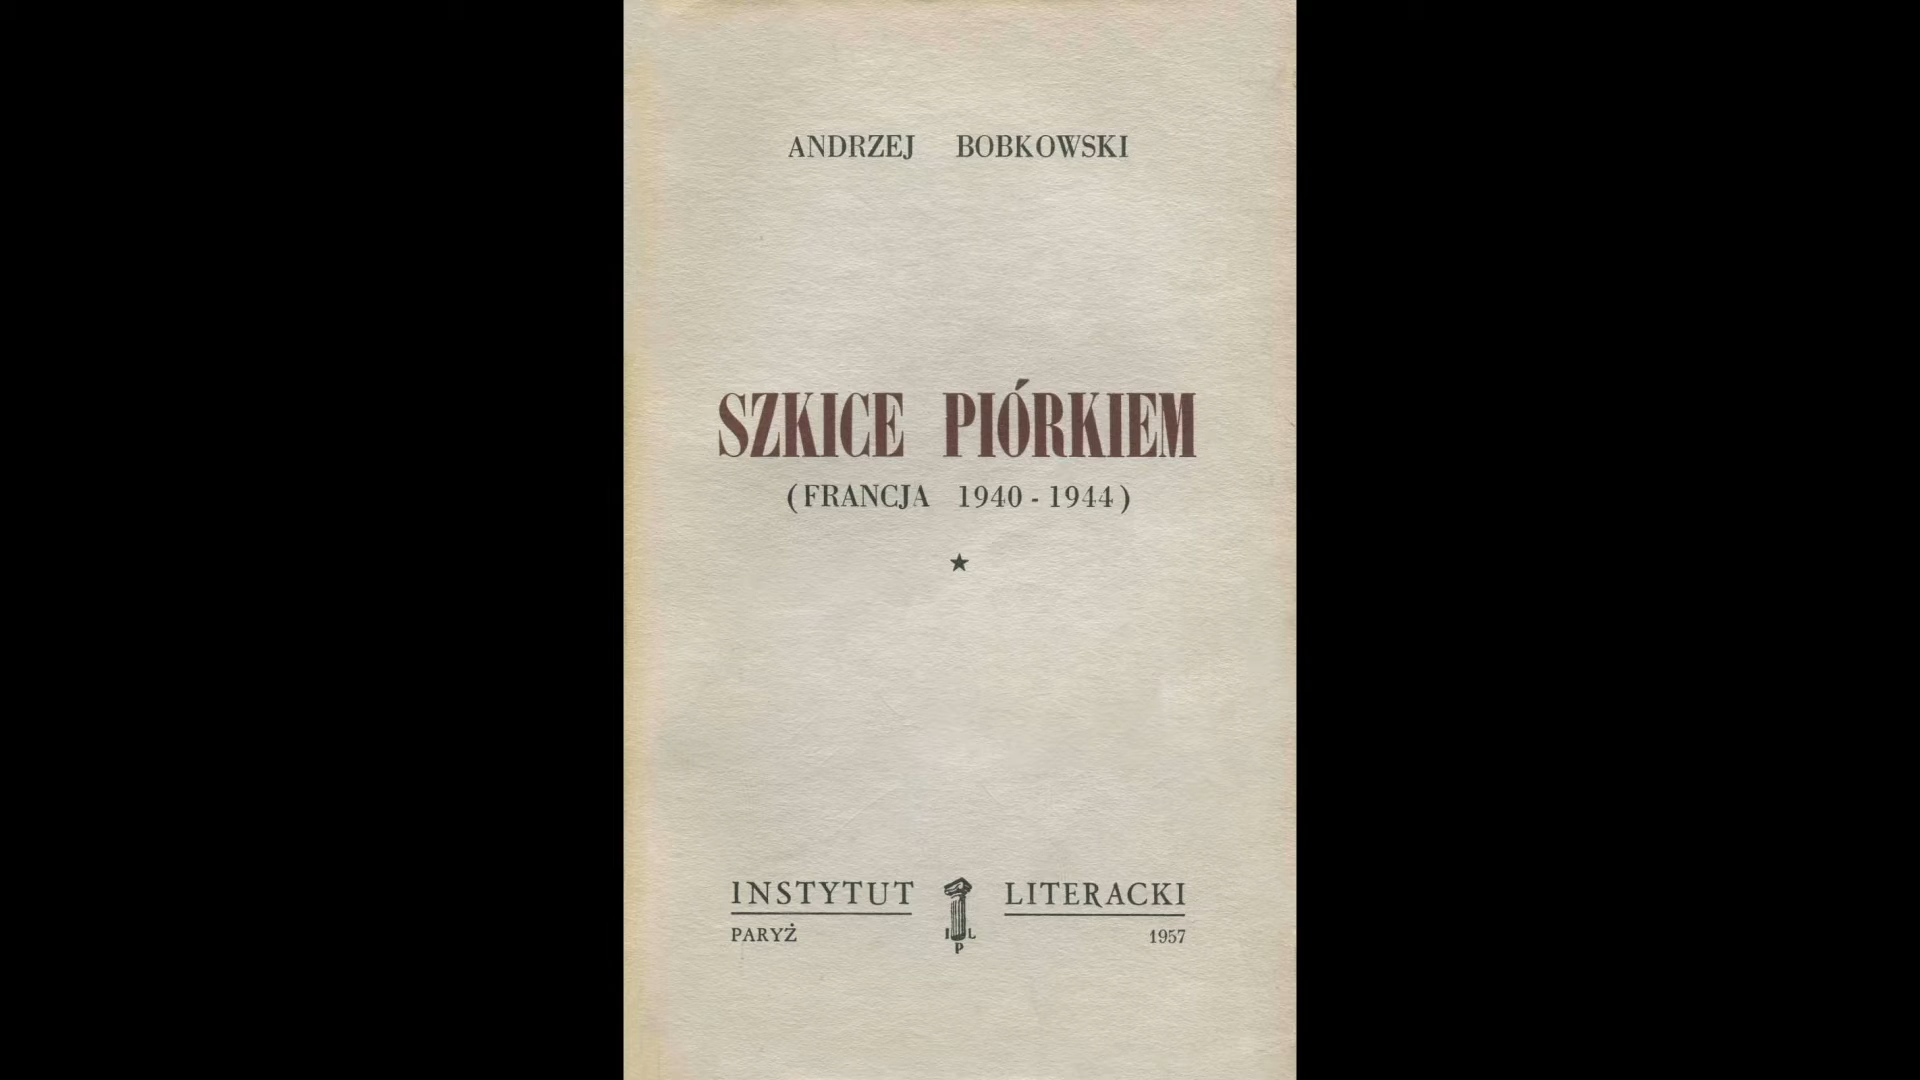 ANDRZEJ BOBKOWSKI
SZKICE PIÓRKIEM
(FRANCJA 1940-1944)
★
INSTYTUT LITERACKI
PARYŻ 1957
I L
P